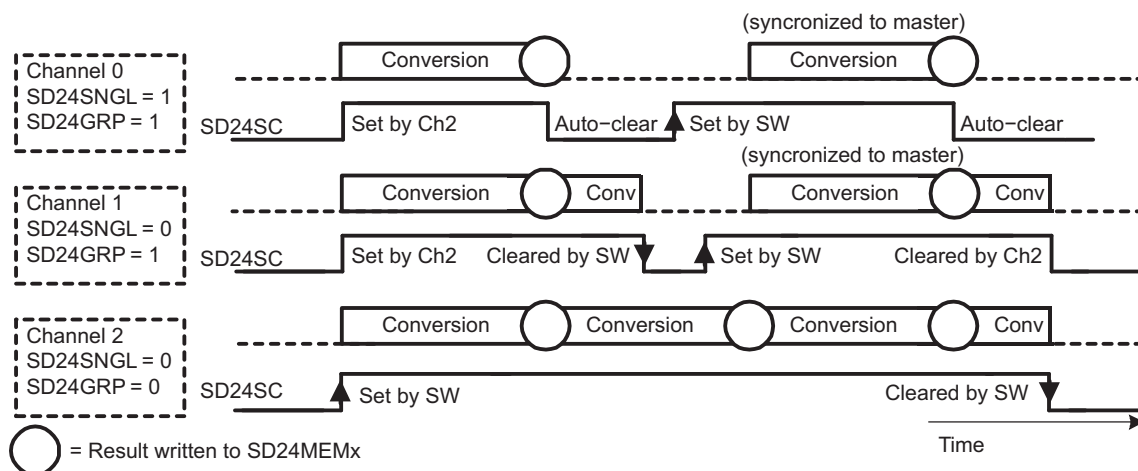 (syncronized to master)
Channel 0
SD24SNGL = 1
SD24GRP = 1
Conversion
Conversion
SD24SC
Set by Ch2
Auto−clear
Set by SW
Auto−clear
(syncronized to master)
Channel 1
SD24SNGL = 0
SD24GRP = 1
Conversion
Conv
Conversion
Conv
SD24SC
Set by Ch2
Cleared by SW
Set by SW
Cleared by Ch2
Channel 2
SD24SNGL = 0
SD24GRP = 0
Conversion
Conversion
Conversion
Conv
SD24SC
Set by SW
Cleared by SW
= Result written to SD24MEMx
Time